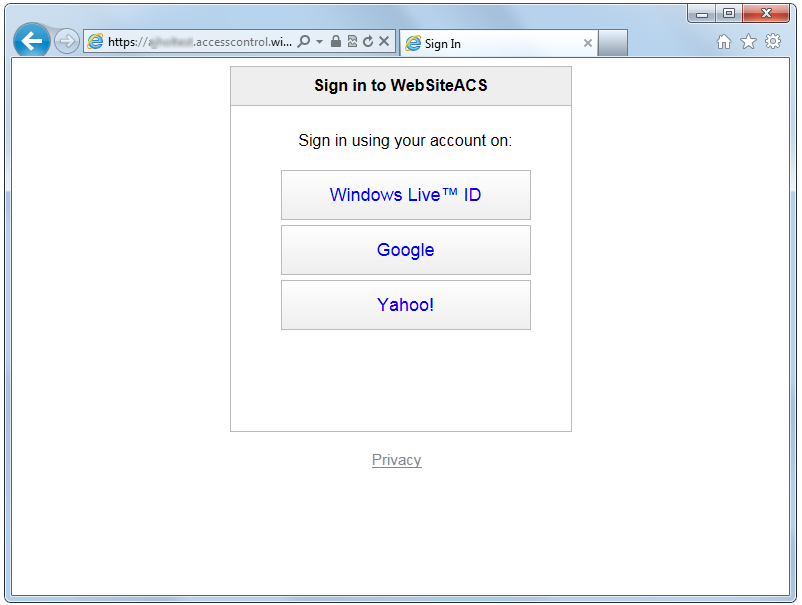 https:// .accesscontrol.wi...
Sign In
Sign in to WebSiteACS
Sign in using your account on:
Windows Live™ ID
Google
Yahoo!
Privacy